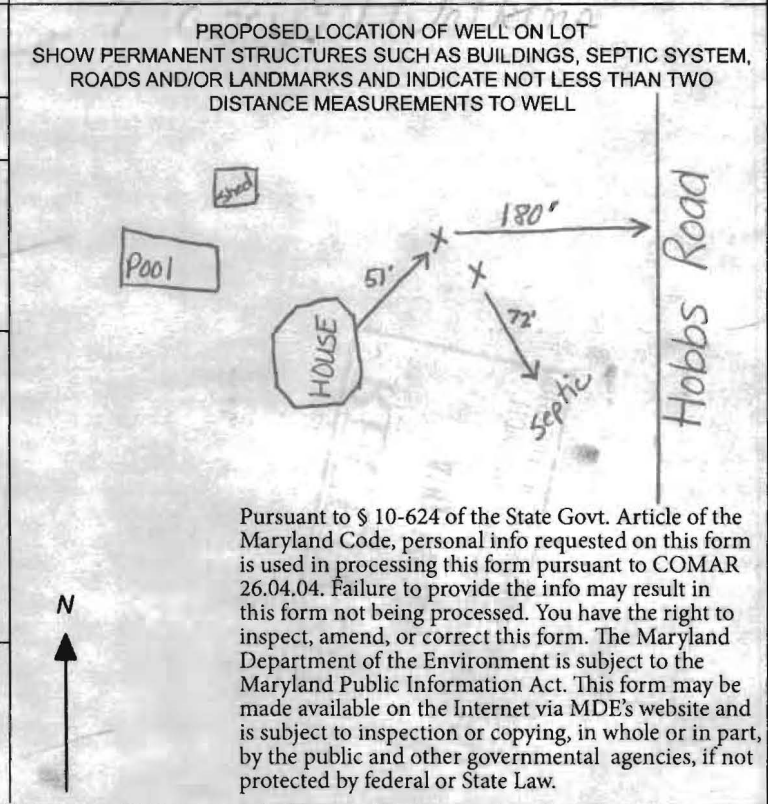 PROPOSED LOCATION OF WELL ON LOT
SHOW PERMANENT STRUCTURES SUCH AS BUILDINGS, SEPTIC SYSTEM,
ROADS AND/OR LANDMARKS AND INDICATE NOT LESS THAN TWO
DISTANCE MEASUREMENTS TO WELL
Shed
Pool
X
180'
51'
X
72'
HOUSE
Septic
Hobbs Road
Pursuant to § 10-624 of the State Govt. Article of the
Maryland Code, personal info requested on this form
is used in processing this form pursuant to COMAR
26.04.04. Failure to provide the info may result in
this form not being processed. You have the right to
inspect, amend, or correct this form. The Maryland
Department of the Environment is subject to the
Maryland Public Information Act. This form may be
made available on the Internet via MDE's website and
is subject to inspection or copying, in whole or in part,
by the public and other governmental agencies, if not
protected by federal or State Law.
N